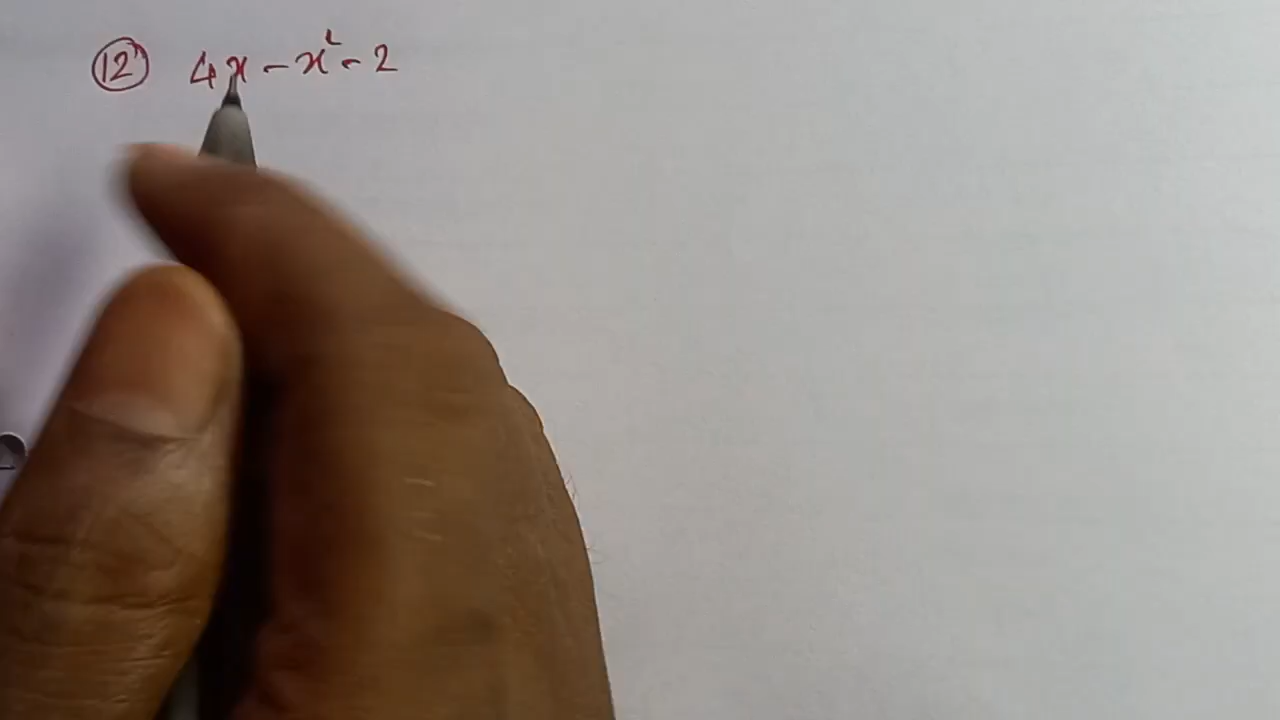 ⑫ 4x - x² - 2